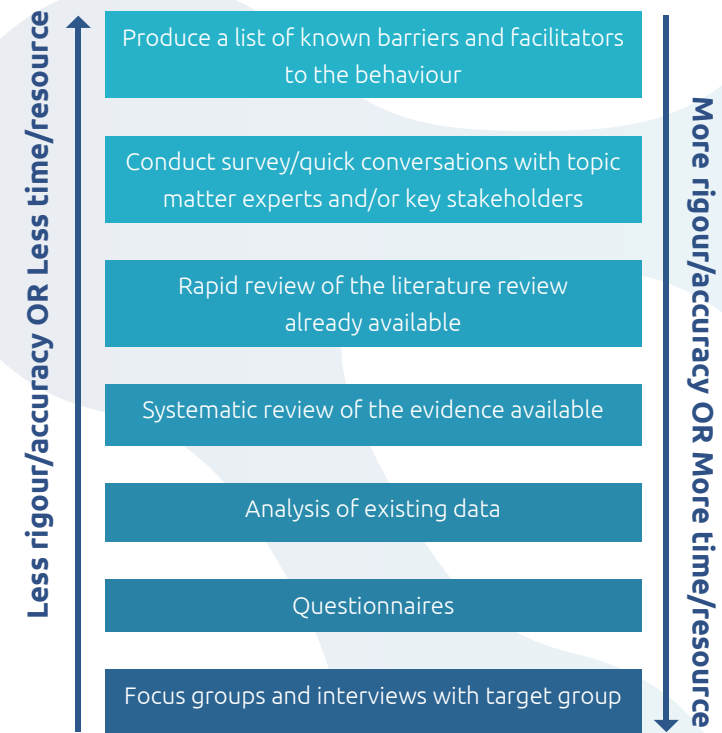 Less rigour/accuracy OR Less time/resource
Produce a list of known barriers and facilitators
to the behaviour
Conduct survey/quick conversations with topic
matter experts and/or key stakeholders
Rapid review of the literature review
already available
Systematic review of the evidence available
Analysis of existing data
Questionnaires
Focus groups and interviews with target group
More rigour/accuracy OR More time/resource